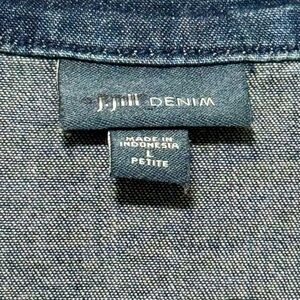 J.Jill DENIM
MADE IN
INDONESIA
L
PETITE